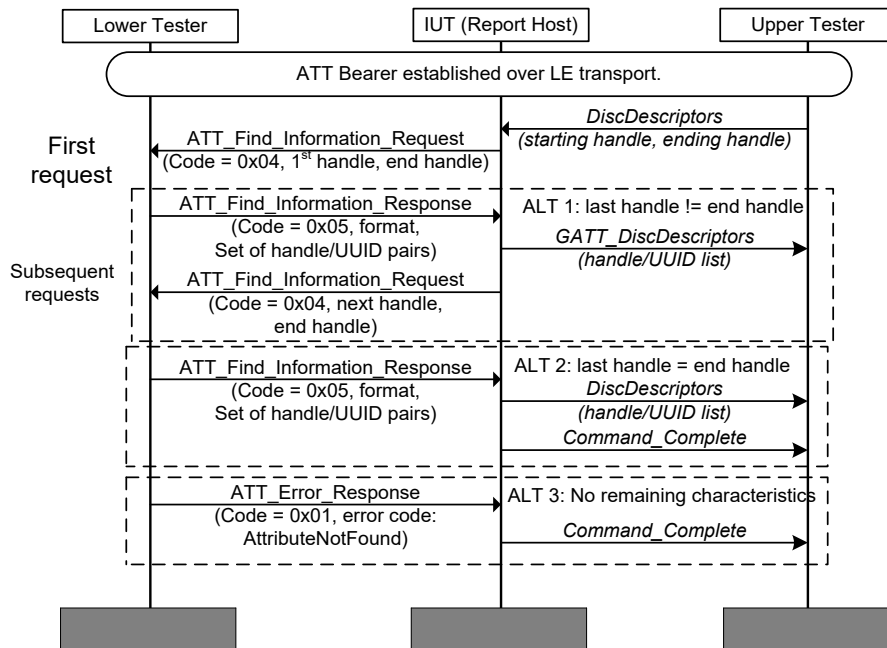 Lower Tester
IUT (Report Host)
Upper Tester
ATT Bearer established over LE transport.
DiscDescriptors
(starting handle, ending handle)
First
request
ATT_Find_Information_Request
(Code = 0x04, 1st handle, end handle)
Subsequent
requests
ATT_Find_Information_Response
(Code = 0x05, format,
Set of handle/UUID pairs)
ALT 1: last handle != end handle
GATT_DiscDescriptors
(handle/UUID list)
ATT_Find_Information_Request
(Code = 0x04, next handle,
end handle)
ATT_Find_Information_Response
(Code = 0x05, format,
Set of handle/UUID pairs)
ALT 2: last handle = end handle
DiscDescriptors
(handle/UUID list)
Command_Complete
ATT_Error_Response
(Code = 0x01, error code:
AttributeNotFound)
ALT 3: No remaining characteristics
Command_Complete